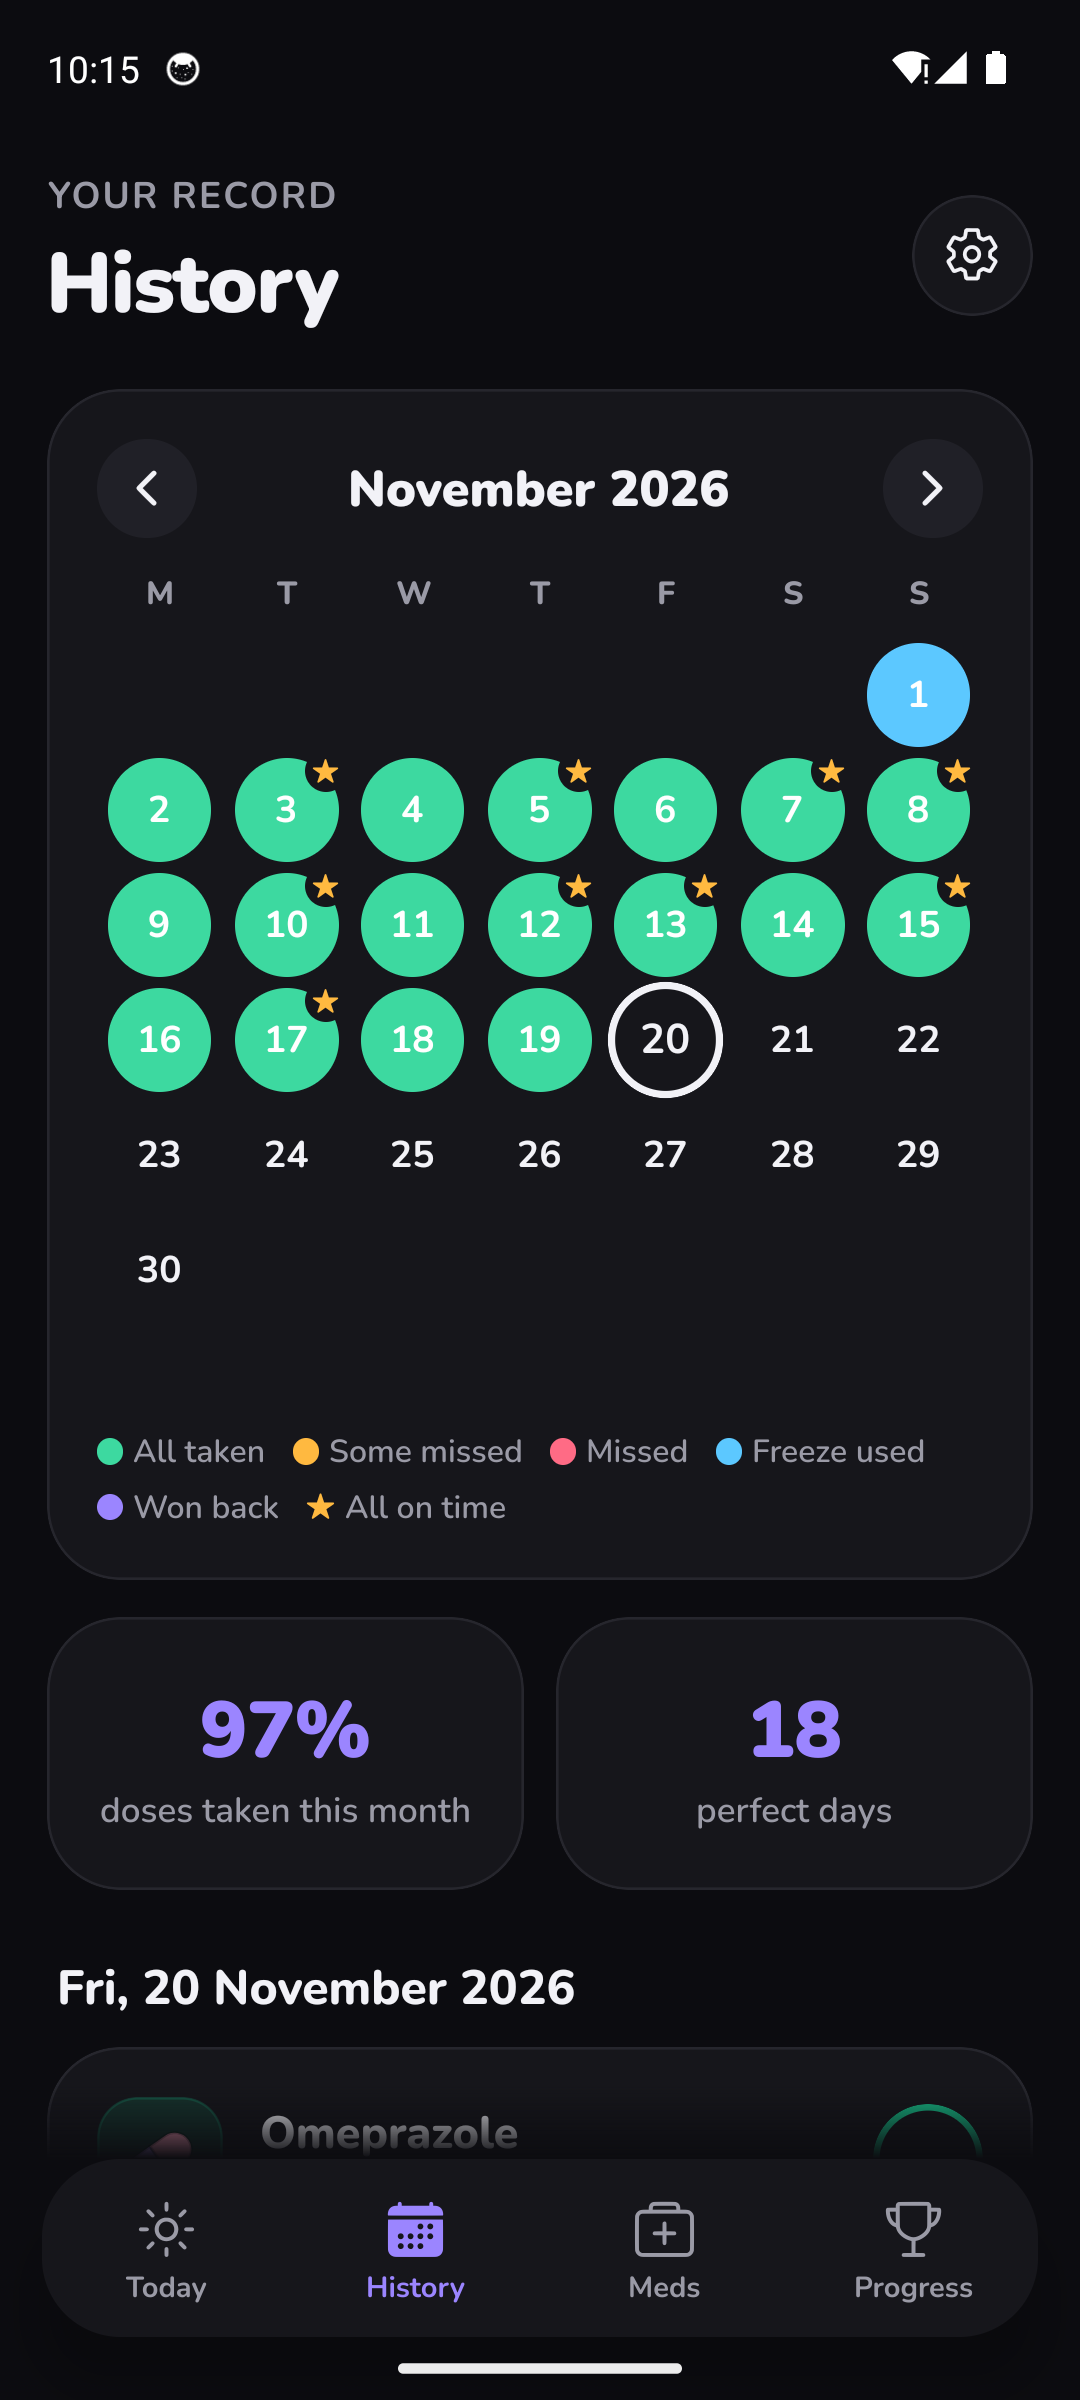 10:15
YOUR RECORD
History
November 2026
M T W T F S S
1
2 3 4 5 6 7 8
9 10 11 12 13 14 15
16 17 18 19 20 21 22
23 24 25 26 27 28 29
30
All taken Some missed Missed Freeze used
Won back All on time
97% 18
doses taken this month perfect days
Fri, 20 November 2026
Omeprazole
Today History Meds Progress